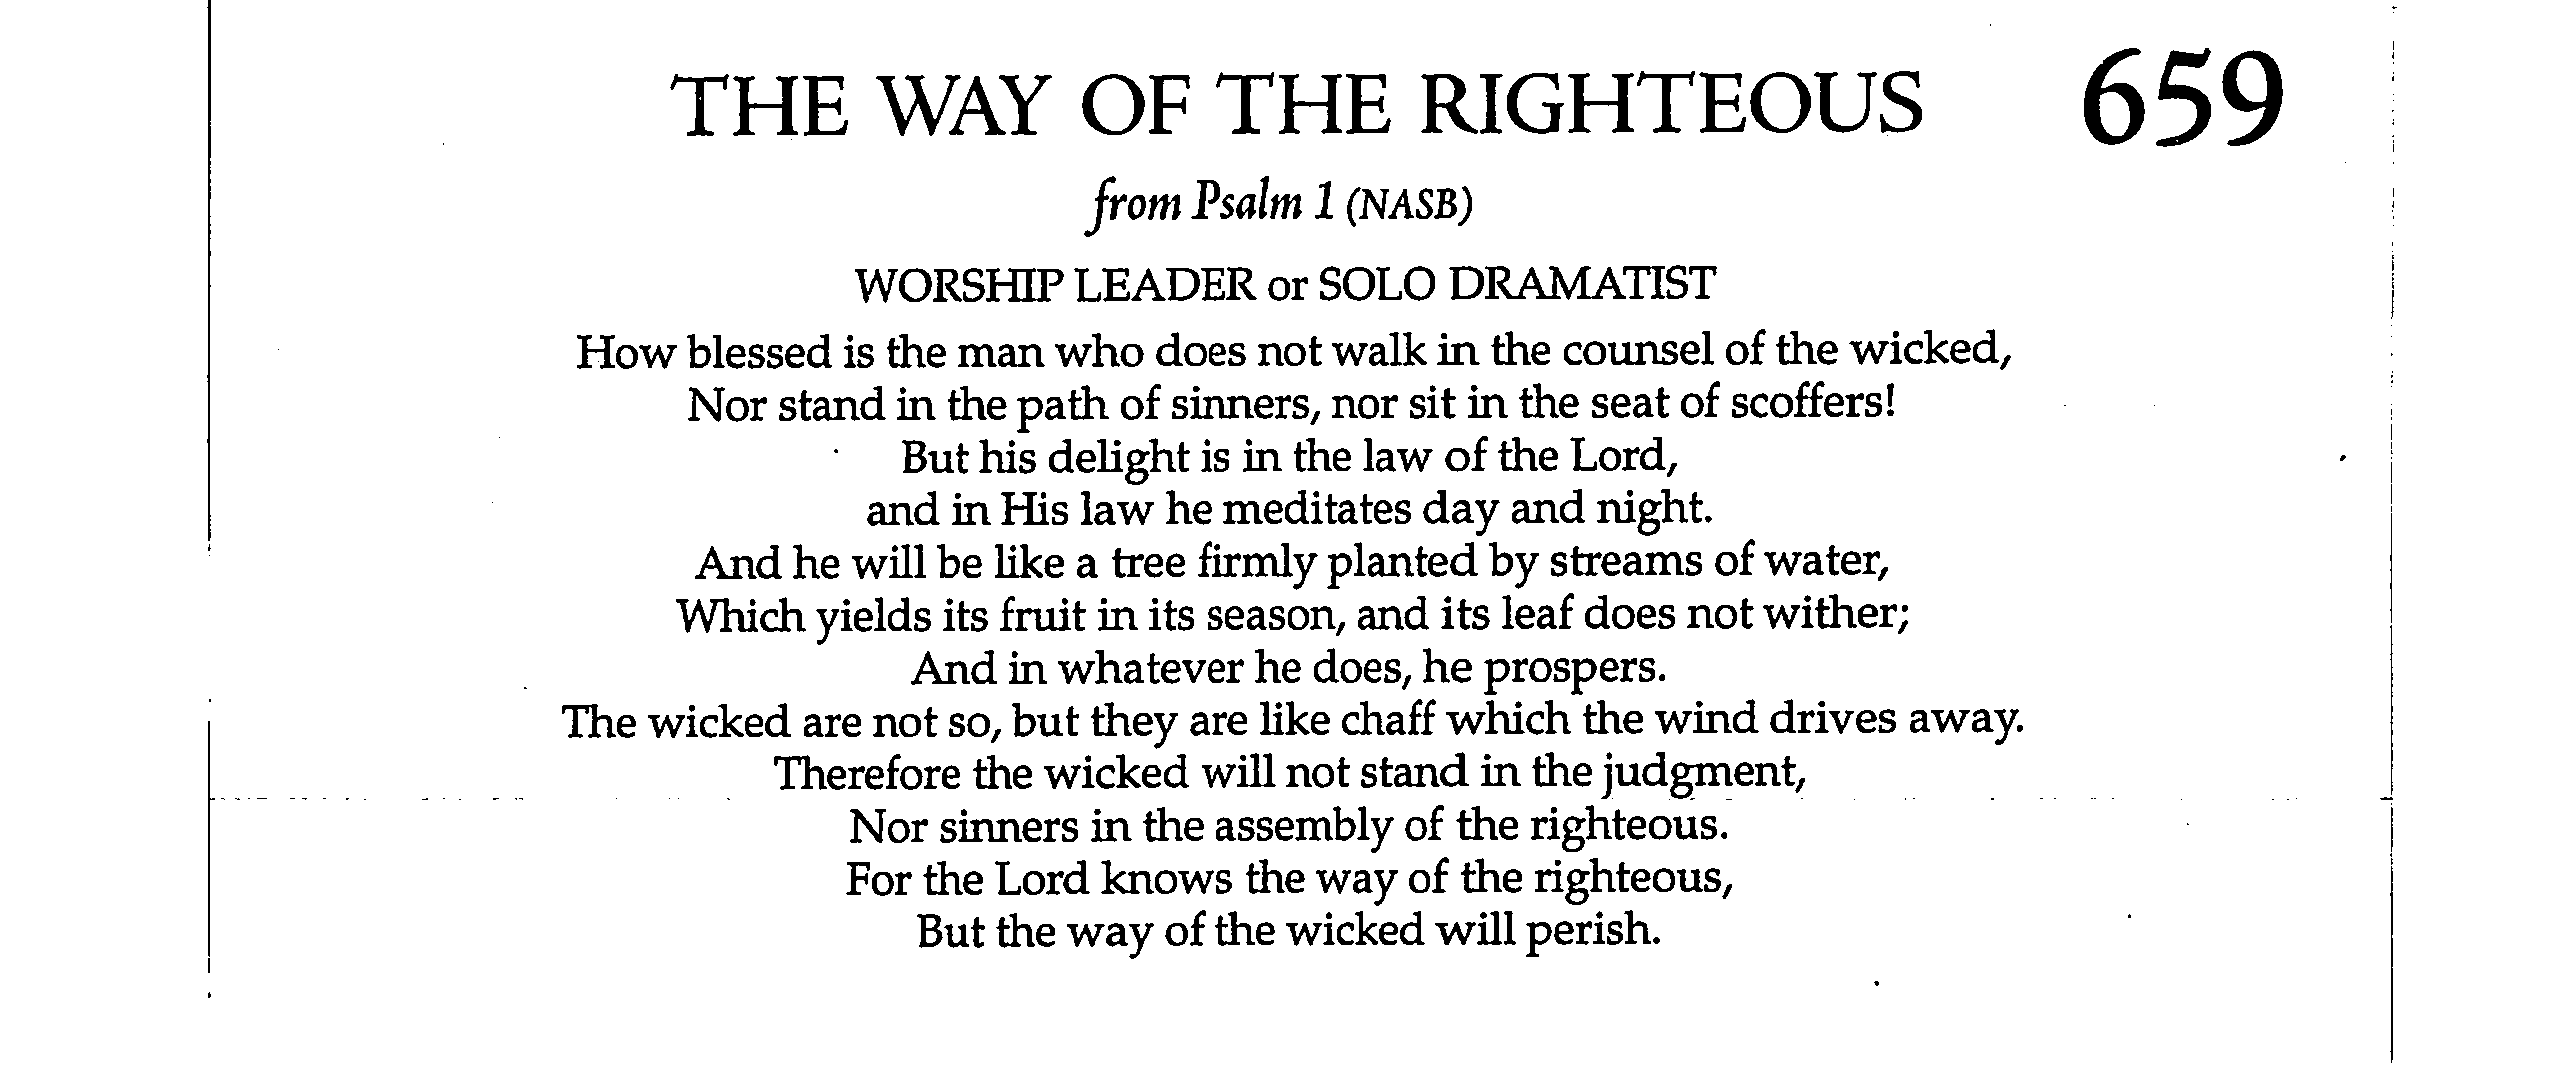 THE WAY OF THE RIGHTEOUS 659
from Psalm 1 (NASB)
WORSHIP LEADER or SOLO DRAMATIST
How blessed is the man who does not walk in the counsel of the wicked,
Nor stand in the path of sinners, nor sit in the seat of scoffers!
But his delight is in the law of the Lord,
and in His law he meditates day and night.
And he will be like a tree firmly planted by streams of water,
Which yields its fruit in its season, and its leaf does not wither;
And in whatever he does, he prospers.
The wicked are not so, but they are like chaff which the wind drives away.
Therefore the wicked will not stand in the judgment,
Nor sinners in the assembly of the righteous.
For the Lord knows the way of the righteous,
But the way of the wicked will perish.